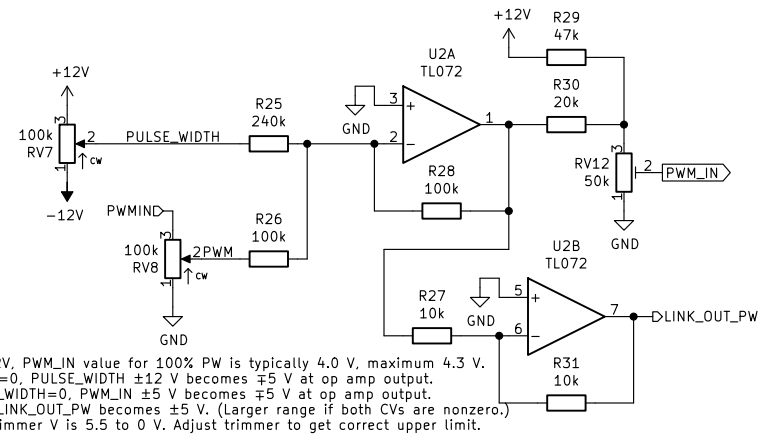 +12V
R29
47k
U2A
TL072
+12V
R30
20k
3
+
1
R25
240k
GND
2
-
3
100k
RV7
2
PULSE_WIDTH
cw
1
3
RV12
50k
2
PWM_IN
1
R28
100k
-12V
PWMIN
R26
100k
GND
3
100k
RV8
2
PWM
cw
1
U2B
TL072
R27
10k
5
+
GND
7
LINK_OUT_PW
6
-
GND
R31
10k
V, PWM_IN value for 100% PW is typically 4.0 V, maximum 4.3 V.
=0, PULSE_WIDTH ±12 V becomes ∓5 V at op amp output.
_WIDTH=0, PWM_IN ±5 V becomes ∓5 V at op amp output.
LINK_OUT_PW becomes ±5 V. (Larger range if both CVs are nonzero.)
immer V is 5.5 to 0 V. Adjust trimmer to get correct upper limit.